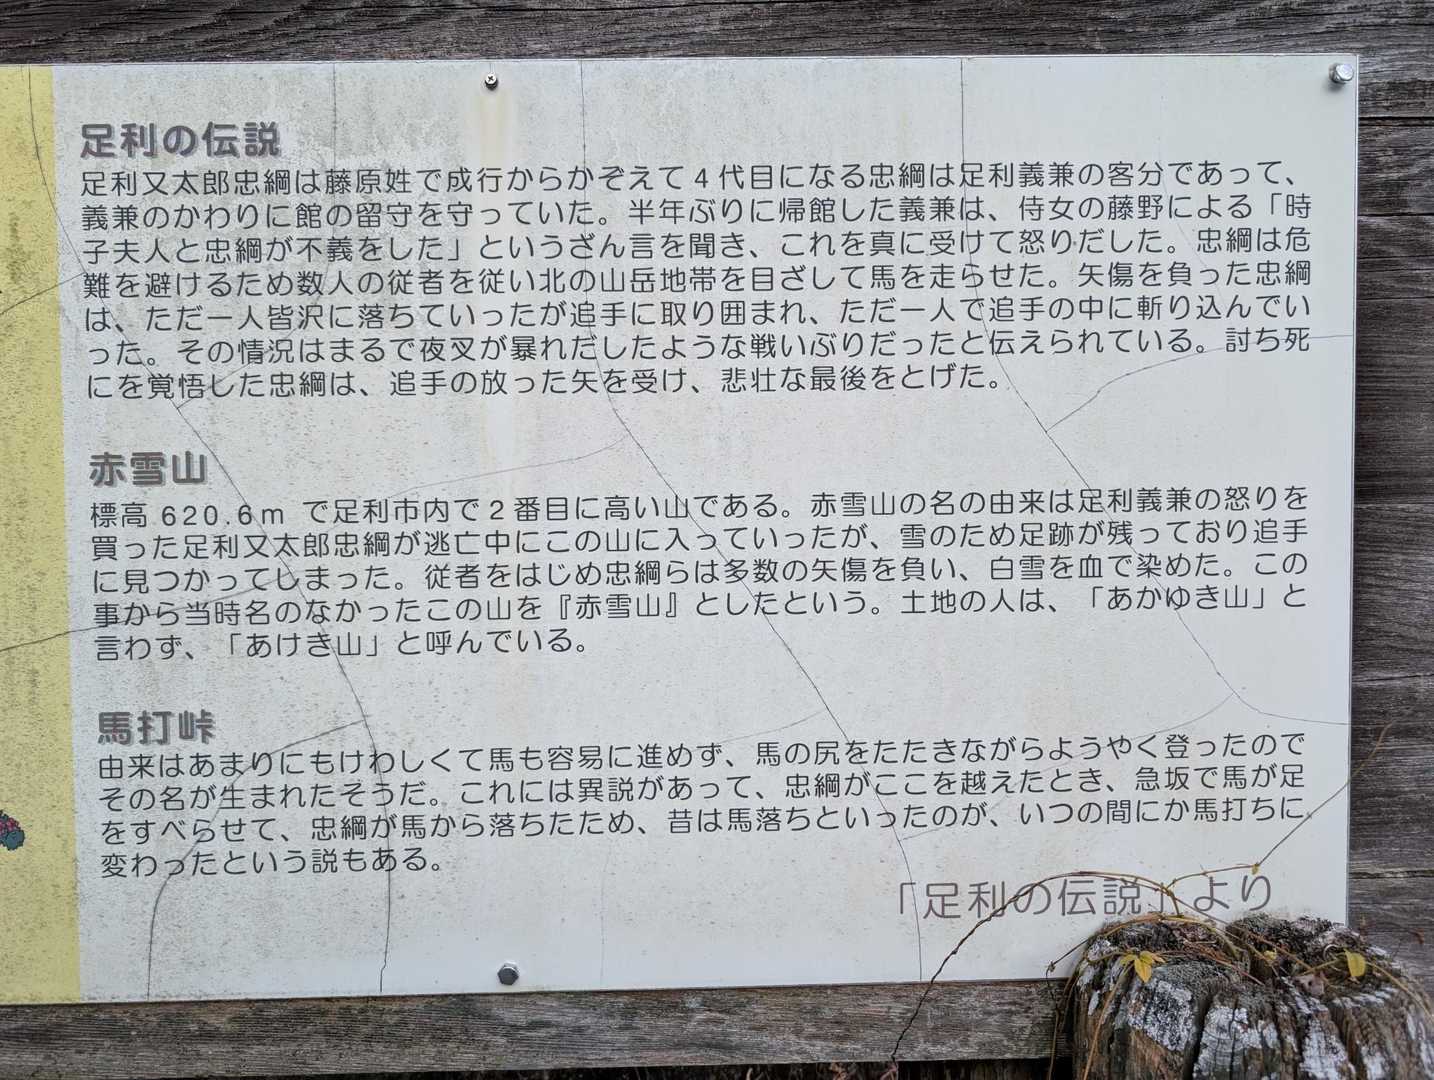 足利の伝説
足利又太郎忠綱は藤原姓で成行からかぞえて4代目になる忠綱は足利義兼の客分であって、
義兼のかわりに館の留守を守っていた。半年ぶりに帰館した義兼は、侍女の藤野による「時
子夫人と忠綱が不義をした」というざん言を聞き、これを真に受けて怒りだした。忠綱は危
難を避けるため数人の従者を従い北の山岳地帯を目ざして馬を走らせた。矢傷を負った忠綱
は、ただ一人皆沢に落ちていったが追手に取り囲まれ、ただ一人で追手の中に斬り込んでい
った。その情況はまるで夜叉が暴れだしたような戦いぶりだったと伝えられている。討ち死
にを覚悟した忠綱は、追手の放った矢を受け、悲壮な最後をとげた。
赤雪山
標高620.6m で足利市内で2番目に高い山である。赤雪山の名の由来は足利義兼の怒りを
買った足利又太郎忠綱が逃亡中にこの山に入っていったが、雪のため足跡が残っており追手
に見つかってしまった。従者をはじめ忠綱らは多数の矢傷を負い、白雪を血で染めた。この
事から当時名のなかったこの山を『赤雪山』としたという。土地の人は、「あかゆき山」と
言わず、「あけき山」と呼んでいる。
馬打峠
由来はあまりにもけわしくて馬も容易に進めず、馬の尻をたたきながらようやく登ったので
その名が生まれたそうだ。これには異説があって、忠綱がここを越えたとき、急坂で馬が足
をすべらせて、忠綱が馬から落ちたため、昔は馬落ちといったのが、いつの間にか馬打ちに
変わったという説もある。
「足利の伝説」より